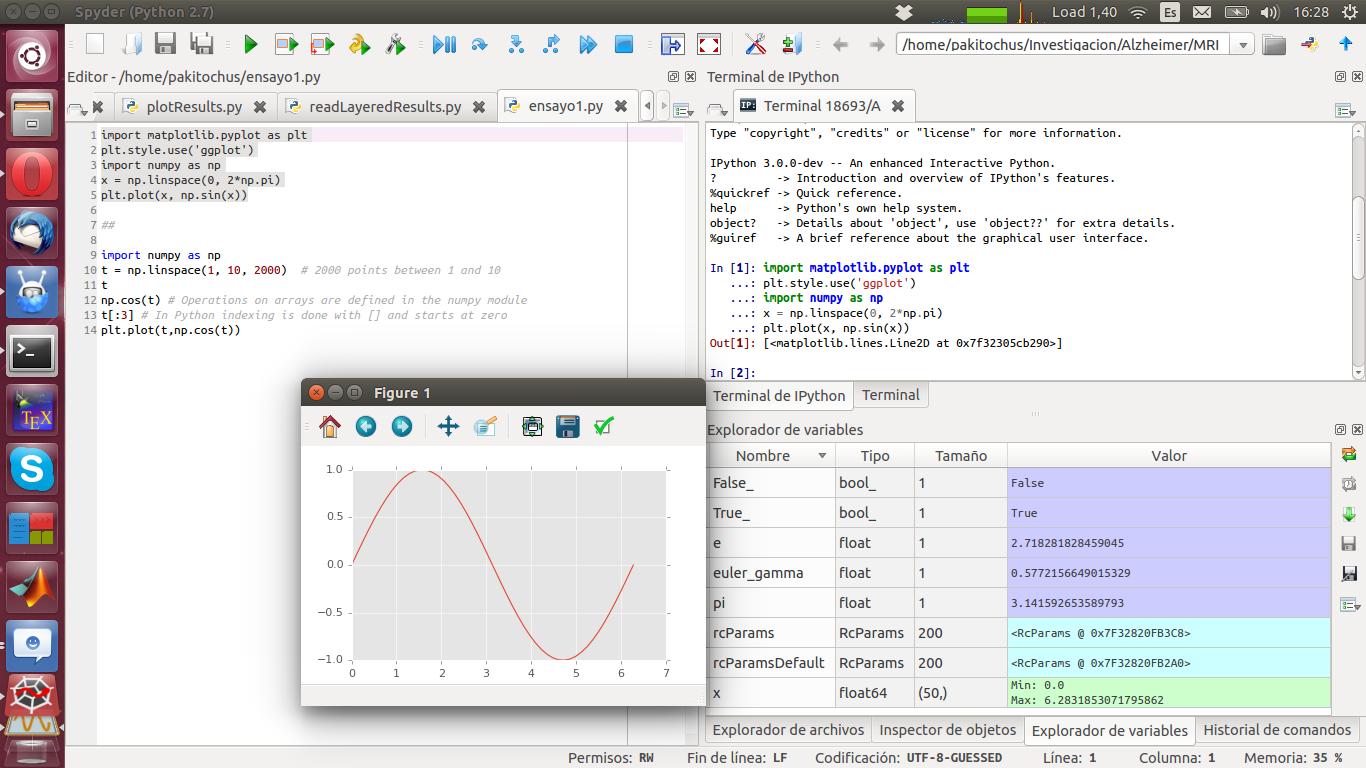 Spyder (Python 2.7)
Load 1,40
Es
16:28
/home/pakitochus/Investigacion/Alzheimer/MRI
Editor - /home/pakitochus/ensayo1.py
plotResults.py
readLayeredResults.py
ensayo1.py
1 import matplotlib.pyplot as plt
2 plt.style.use('ggplot')
3 import numpy as np
4 x = np.linspace(0, 2*np.pi)
5 plt.plot(x, np.sin(x))
6
7 ##
8
9 import numpy as np
10 t = np.linspace(1, 10, 2000)  # 2000 points between 1 and 10
11 t
12 np.cos(t) # Operations on arrays are defined in the numpy module
13 t[:3] # In Python indexing is done with [] and starts at zero
14 plt.plot(t,np.cos(t))
Terminal de IPython
IP: Terminal 18693/A
Type "copyright", "credits" or "license" for more information.
IPython 3.0.0-dev -- An enhanced Interactive Python.
?         -> Introduction and overview of IPython's features.
%quickref -> Quick reference.
help      -> Python's own help system.
object?   -> Details about 'object', use 'object??' for extra details.
%guiref   -> A brief reference about the graphical user interface.
In [1]: import matplotlib.pyplot as plt
   ...: plt.style.use('ggplot')
   ...: import numpy as np
   ...: x = np.linspace(0, 2*np.pi)
   ...: plt.plot(x, np.sin(x))
Out[1]: [<matplotlib.lines.Line2D at 0x7f32305cb290>]
In [2]:
Terminal de IPython
Terminal
Figure 1
1.0
0.5
0.0
−0.5
−1.0
0 1 2 3 4 5 6 7
Explorador de variables
Nombre Tipo Tamaño Valor
False_ bool_ 1 False
True_ bool_ 1 True
e float 1 2.718281828459045
euler_gamma float 1 0.5772156649015329
pi float 1 3.141592653589793
rcParams RcParams 200 <RcParams @ 0x7F32820FB3C8>
rcParamsDefault RcParams 200 <RcParams @ 0x7F32820FB2A0>
x float64 (50,) Min: 0.0
Max: 6.2831853071795862
Explorador de archivos
Inspector de objetos
Explorador de variables
Historial de comandos
Permisos: RW
Fin de línea: LF
Codificación: UTF-8-GUESSED
Línea: 1
Columna: 1
Memoria: 35 %
TEX